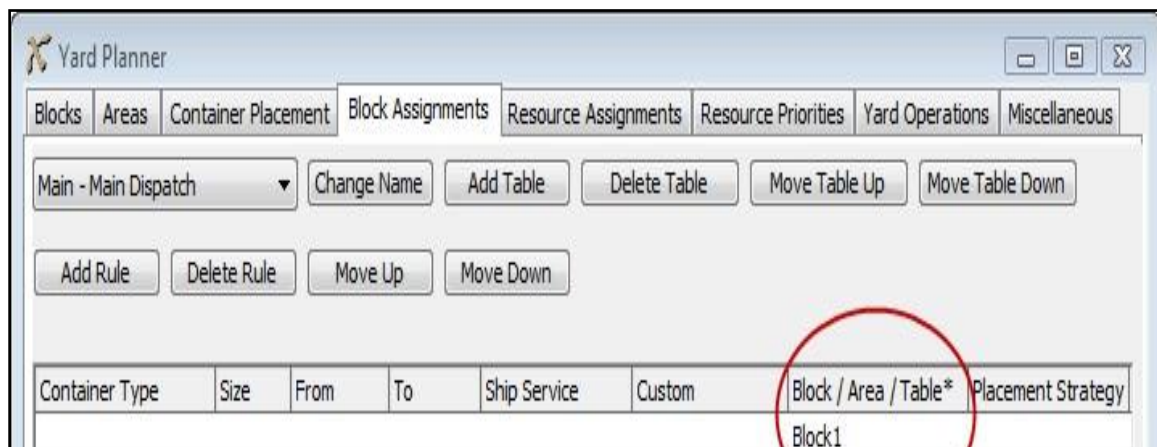 Yard Planner
Blocks Areas Container Placement Block Assignments Resource Assignments Resource Priorities Yard Operations Miscellaneous
Main - Main Dispatch Change Name Add Table Delete Table Move Table Up Move Table Down
Add Rule Delete Rule Move Up Move Down
Container Type Size From To Ship Service Custom Block / Area / Table* Placement Strategy
Block1